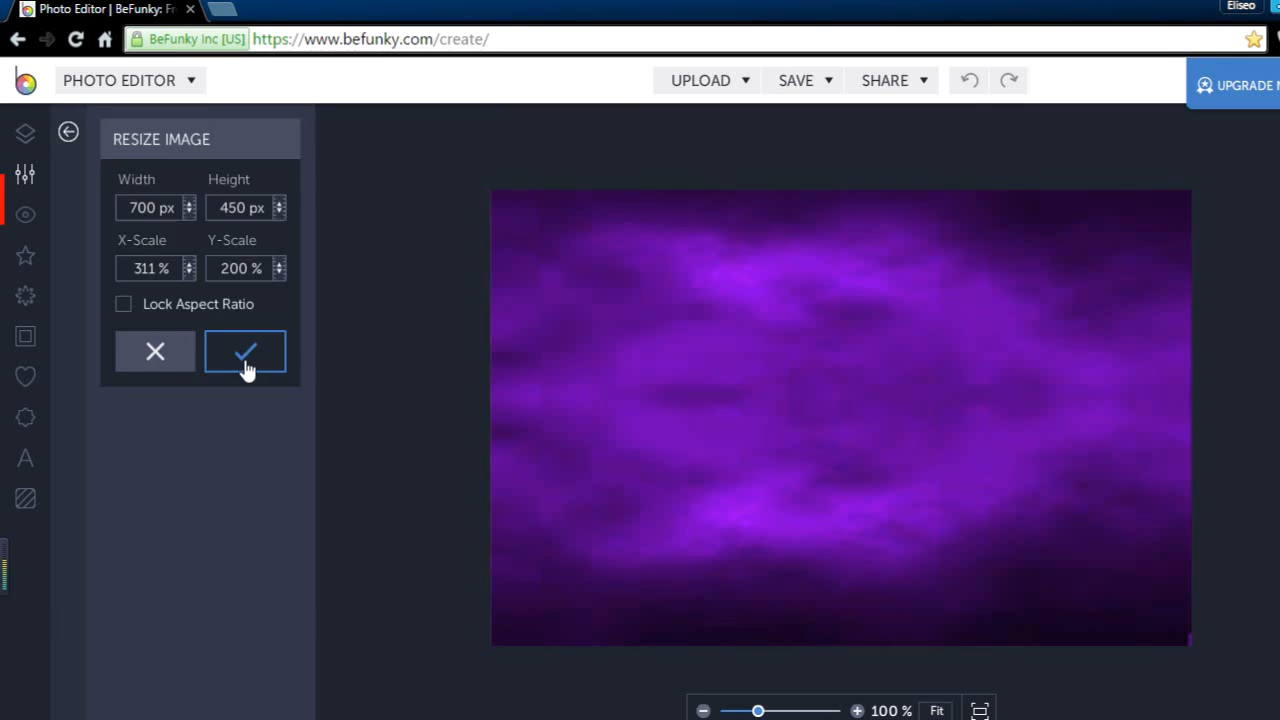 Eliseo
Photo Editor | BeFunky: Fr
BeFunky Inc [US] https://www.befunky.com/create/
PHOTO EDITOR UPLOAD SAVE SHARE UPGRADE
RESIZE IMAGE
Width Height
700 px 450 px
X-Scale Y-Scale
311 % 200 %
Lock Aspect Ratio
A
100 % Fit